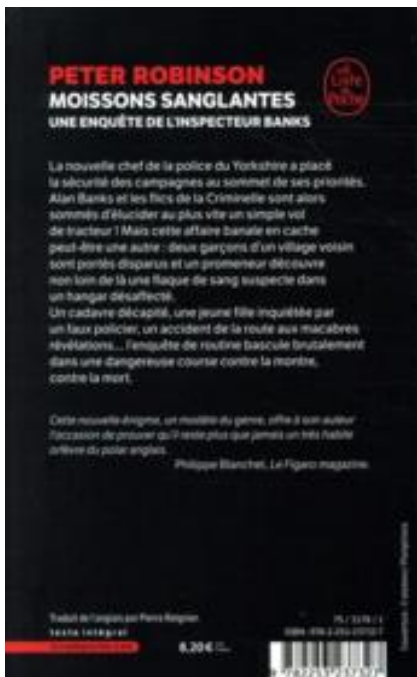 PETER ROBINSON
Le Livre
de Poche
MOISSONS SANGLANTES
UNE ENQUÊTE DE L'INSPECTEUR BANKS
La nouvelle chef de la police du Yorkshire a placé
la sécurité des campagnes au sommet de ses priorités.
Alan Banks et les flics de la Criminelle sont alors
sommés d'élucider au plus vite un simple vol
de tracteur ! Mais cette affaire banale en cache
peut-être une autre : deux garçons d'un village voisin
sont portés disparus et un promeneur découvre
non loin de là une flaque de sang suspecte dans
un hangar désaffecté.
Un cadavre décapité, une jeune fille inquiétée par
un faux policier, un accident de la route aux macabres
révélations... l'enquête de routine bascule brutalement
dans une dangereuse course contre la montre,
contre la mort.
Cette nouvelle énigme, un modèle du genre, offre à son auteur
l'occasion de prouver qu'il reste plus que jamais un très habile
orfèvre du polar anglais.
Philippe Blanchet, Le Figaro magazine.
Traduit de l'anglais par Pierre Reignier
texte intégral
8,20 €